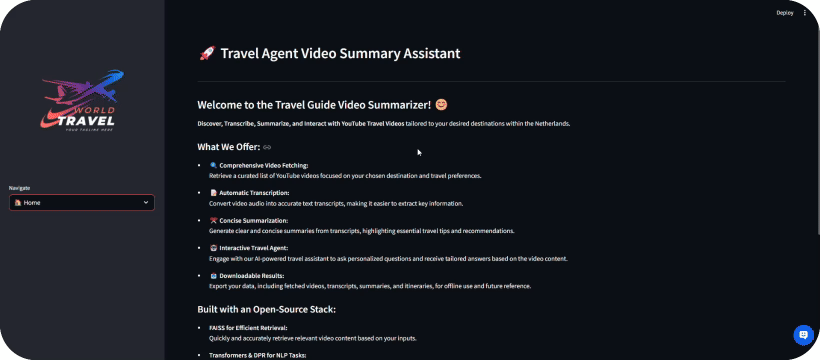 Deploy
🚀 Travel Agent Video Summary Assistant
WORLD
TRAVEL
YOUR TAGLINE HERE
Navigate
Home
Welcome to the Travel Guide Video Summarizer! 😊
Discover, Transcribe, Summarize, and Interact with YouTube Travel Videos tailored to your desired destinations within the Netherlands.
What We Offer:
• 🔍 Comprehensive Video Fetching:
Retrieve a curated list of YouTube videos focused on your chosen destination and travel preferences.
• Automatic Transcription:
Convert video audio into accurate text transcripts, making it easier to extract key information.
• Concise Summarization:
Generate clear and concise summaries from transcripts, highlighting essential travel tips and recommendations.
• Interactive Travel Agent:
Engage with our AI-powered travel assistant to ask personalized questions and receive tailored answers based on the video content.
• Downloadable Results:
Export your data, including fetched videos, transcripts, summaries, and itineraries, for offline use and future reference.
Built with an Open-Source Stack:
• FAISS for Efficient Retrieval:
Quickly and accurately retrieve relevant video content based on your inputs.
• Transformers & DPR for NLP Tasks: